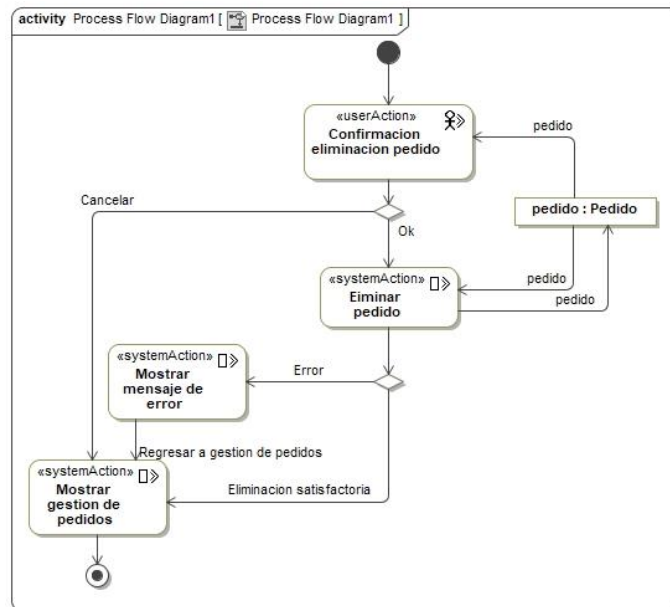 activity Process Flow Diagram1 [ Process Flow Diagram1 ]
«userAction»
Confirmacion
eliminacion pedido
pedido
pedido : Pedido
Cancelar
Ok
pedido
«systemAction»
Eiminar
pedido
pedido
«systemAction»
Mostrar
mensaje de
error
Error
Regresar a gestion de pedidos
«systemAction»
Mostrar
gestion de
pedidos
Eliminacion satisfactoria